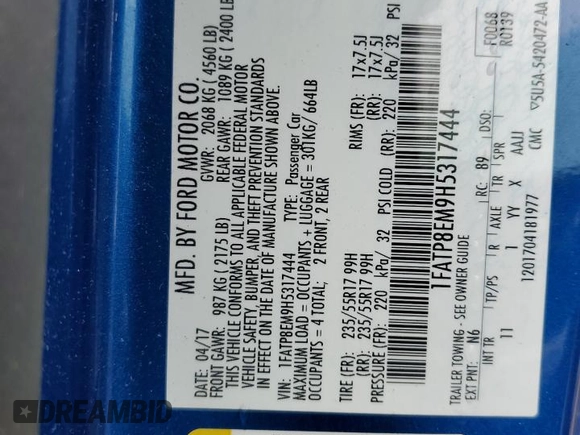 MFD. BY FORD MOTOR CO.
DATE: 04/17 GVWR: 2068 KG ( 4560 LB)
FRONT GAWR: 987 KG ( 2175 LB) REAR GAWR: 1089 KG ( 2400 LB
THIS VEHICLE CONFORMS TO ALL APPLICABLE FEDERAL MOTOR
VEHICLE SAFETY, BUMPER, AND THEFT PREVENTION STANDARDS
IN EFFECT ON THE DATE OF MANUFACTURE SHOWN ABOVE.
VIN: 1FATP8EM9H5317444 TYPE: Passenger Car
MAXIMUM LOAD = OCCUPANTS + LUGGAGE = 301KG/ 664LB
OCCUPANTS = 4 TOTAL; 2 FRONT, 2 REAR
TIRE (FR): 235/55R17 99H RIMS (FR): 17x7.5J
(RR): 235/55R17 99H (RR): 17x7.5J
PRESSURE (FR): 220 kPa/ 32 PSI COLD (RR): 220 kPa/ 32 PSI
1FATP8EM9H5317444
TRAILER TOWING - SEE OWNER GUIDE F0068
EXT PNT: N6 RC: 89 DSO: R0139
INT TR TP/PS R AXLE TR SPR
11 1 YY X AAJJ
1201704181977 CMC 5U5A-5420472-AA
DREAMBID